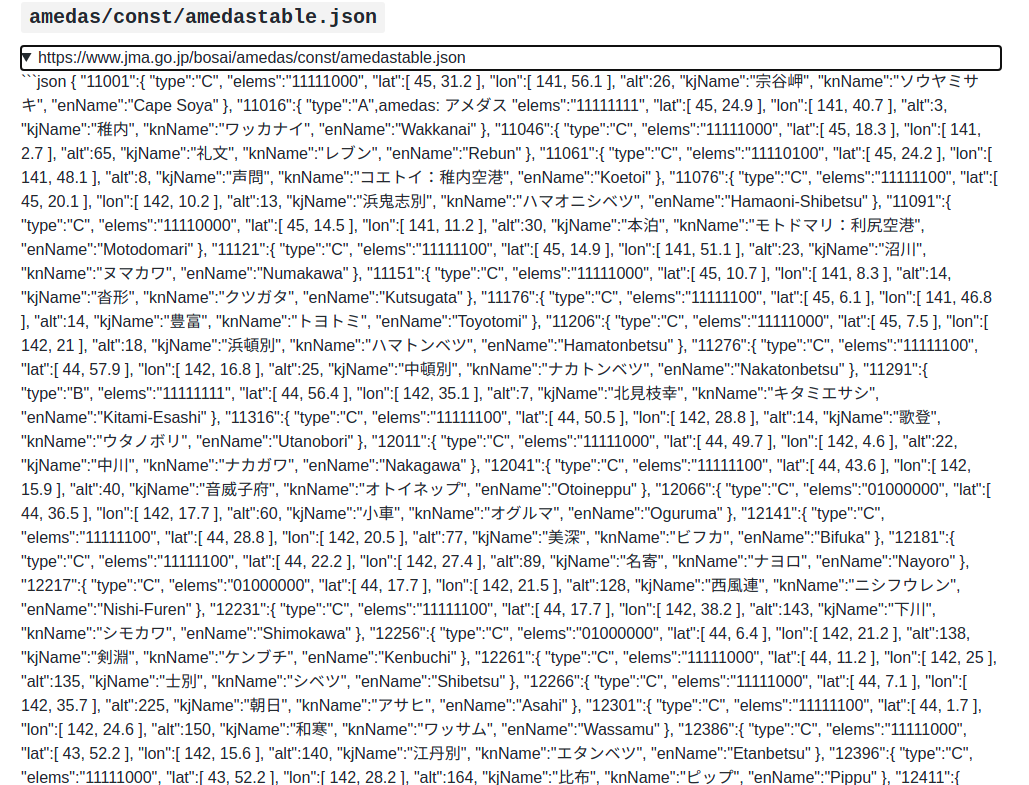 amedas/const/amedastable.json
▼ https://www.jma.go.jp/bosai/amedas/const/amedastable.json
```json { "11001":{ "type":"C", "elems":"11111000", "lat":[ 45, 31.2 ], "lon":[ 141, 56.1 ], "alt":26, "kjName":"宗谷岬", "knName":"ソウヤミサ
キ", "enName":"Cape Soya" }, "11016":{ "type":"A",amedas: アメダス "elems":"11111111", "lat":[ 45, 24.9 ], "lon":[ 141, 40.7 ], "alt":3,
"kjName":"稚内", "knName":"ワッカナイ", "enName":"Wakkanai" }, "11046":{ "type":"C", "elems":"11111000", "lat":[ 45, 18.3 ], "lon":[ 141,
2.7 ], "alt":65, "kjName":"礼文", "knName":"レブン", "enName":"Rebun" }, "11061":{ "type":"C", "elems":"11110100", "lat":[ 45, 24.2 ], "lon":[
141, 48.1 ], "alt":8, "kjName":"声問", "knName":"コエトイ：稚内空港", "enName":"Koetoi" }, "11076":{ "type":"C", "elems":"11111100", "lat":[
45, 20.1 ], "lon":[ 142, 10.2 ], "alt":13, "kjName":"浜鬼志別", "knName":"ハマオニシベツ", "enName":"Hamaoni-Shibetsu" }, "11091":{
"type":"C", "elems":"11110000", "lat":[ 45, 14.5 ], "lon":[ 141, 11.2 ], "alt":30, "kjName":"本泊", "knName":"モトドマリ：利尻空港",
"enName":"Motodomari" }, "11121":{ "type":"C", "elems":"11111100", "lat":[ 45, 14.9 ], "lon":[ 141, 51.1 ], "alt":23, "kjName":"沼川",
"knName":"ヌマカワ", "enName":"Numakawa" }, "11151":{ "type":"C", "elems":"11111000", "lat":[ 45, 10.7 ], "lon":[ 141, 8.3 ], "alt":14,
"kjName":"沓形", "knName":"クツガタ", "enName":"Kutsugata" }, "11176":{ "type":"C", "elems":"11111100", "lat":[ 45, 6.1 ], "lon":[ 141, 46.8
], "alt":14, "kjName":"豊富", "knName":"トヨトミ", "enName":"Toyotomi" }, "11206":{ "type":"C", "elems":"11111000", "lat":[ 45, 7.5 ], "lon":[
142, 21 ], "alt":18, "kjName":"浜頓別", "knName":"ハマトンベツ", "enName":"Hamatonbetsu" }, "11276":{ "type":"C", "elems":"11111100",
"lat":[ 44, 57.9 ], "lon":[ 142, 16.8 ], "alt":25, "kjName":"中頓別", "knName":"ナカトンベツ", "enName":"Nakatonbetsu" }, "11291":{
"type":"B", "elems":"11111111", "lat":[ 44, 56.4 ], "lon":[ 142, 35.1 ], "alt":7, "kjName":"北見枝幸", "knName":"キタミエサシ",
"enName":"Kitami-Esashi" }, "11316":{ "type":"C", "elems":"11111100", "lat":[ 44, 50.5 ], "lon":[ 142, 28.8 ], "alt":14, "kjName":"歌登",
"knName":"ウタノボリ", "enName":"Utanobori" }, "12011":{ "type":"C", "elems":"11111000", "lat":[ 44, 49.7 ], "lon":[ 142, 4.6 ], "alt":22,
"kjName":"中川", "knName":"ナカガワ", "enName":"Nakagawa" }, "12041":{ "type":"C", "elems":"11111100", "lat":[ 44, 43.6 ], "lon":[ 142,
15.9 ], "alt":40, "kjName":"音威子府", "knName":"オトイネップ", "enName":"Otoineppu" }, "12066":{ "type":"C", "elems":"01000000", "lat":[
44, 36.5 ], "lon":[ 142, 17.7 ], "alt":60, "kjName":"小車", "knName":"オグルマ", "enName":"Oguruma" }, "12141":{ "type":"C",
"elems":"11111100", "lat":[ 44, 28.8 ], "lon":[ 142, 20.5 ], "alt":77, "kjName":"美深", "knName":"ビフカ", "enName":"Bifuka" }, "12181":{
"type":"C", "elems":"11111100", "lat":[ 44, 22.2 ], "lon":[ 142, 27.4 ], "alt":89, "kjName":"名寄", "knName":"ナヨロ", "enName":"Nayoro" },
"12217":{ "type":"C", "elems":"01000000", "lat":[ 44, 17.7 ], "lon":[ 142, 21.5 ], "alt":128, "kjName":"西風連", "knName":"ニシフウレン",
"enName":"Nishi-Furen" }, "12231":{ "type":"C", "elems":"11111100", "lat":[ 44, 17.7 ], "lon":[ 142, 38.2 ], "alt":143, "kjName":"下川",
"knName":"シモカワ", "enName":"Shimokawa" }, "12256":{ "type":"C", "elems":"01000000", "lat":[ 44, 6.4 ], "lon":[ 142, 21.2 ], "alt":138,
"kjName":"剣淵", "knName":"ケンブチ", "enName":"Kenbuchi" }, "12261":{ "type":"C", "elems":"11111000", "lat":[ 44, 11.2 ], "lon":[ 142, 25 ],
"alt":135, "kjName":"士別", "knName":"シベツ", "enName":"Shibetsu" }, "12266":{ "type":"C", "elems":"11111000", "lat":[ 44, 7.1 ], "lon":[
142, 35.7 ], "alt":225, "kjName":"朝日", "knName":"アサヒ", "enName":"Asahi" }, "12301":{ "type":"C", "elems":"11111100", "lat":[ 44, 1.7 ],
"lon":[ 142, 24.6 ], "alt":150, "kjName":"和寒", "knName":"ワッサム", "enName":"Wassamu" }, "12386":{ "type":"C", "elems":"11111000",
"lat":[ 43, 52.2 ], "lon":[ 142, 15.6 ], "alt":140, "kjName":"江丹別", "knName":"エタンベツ", "enName":"Etanbetsu" }, "12396":{ "type":"C",
"elems":"11111000", "lat":[ 43, 52.2 ], "lon":[ 142, 28.2 ], "alt":164, "kjName":"比布", "knName":"ピップ", "enName":"Pippu" }, "12411":{